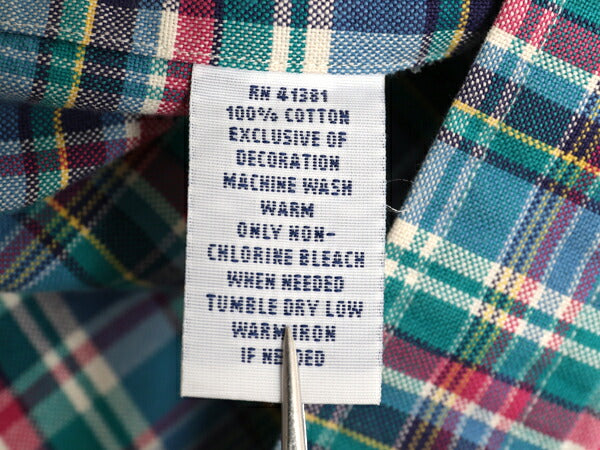 RN 41381
100% COTTON
EXCLUSIVE OF
DECORATION
MACHINE WASH
WARM
ONLY NON-
CHLORINE BLEACH
WHEN NEEDED
TUMBLE DRY LOW
WARM IRON
IF NEEDED